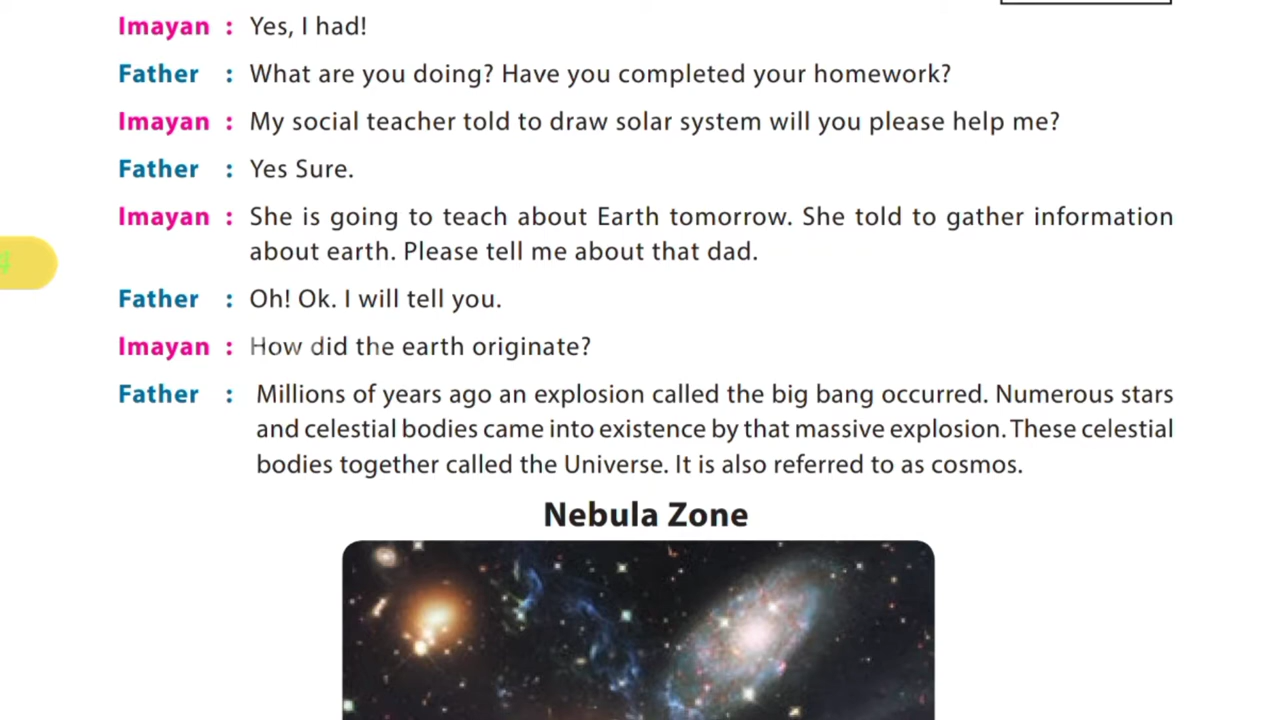 Imayan : Yes, I had!
Father : What are you doing? Have you completed your homework?
Imayan : My social teacher told to draw solar system will you please help me?
Father : Yes Sure.
Imayan : She is going to teach about Earth tomorrow. She told to gather information
about earth. Please tell me about that dad.
Father : Oh! Ok. I will tell you.
Imayan : How did the earth originate?
Father : Millions of years ago an explosion called the big bang occurred. Numerous stars
and celestial bodies came into existence by that massive explosion. These celestial
bodies together called the Universe. It is also referred to as cosmos.
Nebula Zone